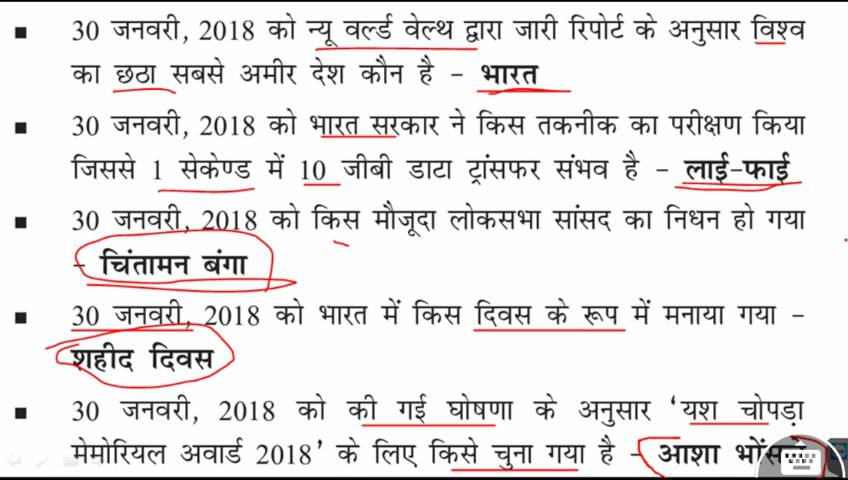 30 जनवरी, 2018 को न्यू वर्ल्ड वेल्थ द्वारा जारी रिपोर्ट के अनुसार विश्व
का छठा सबसे अमीर देश कौन है - भारत
30 जनवरी, 2018 को भारत सरकार ने किस तकनीक का परीक्षण किया
जिससे 1 सेकेण्ड में 10 जीबी डाटा ट्रांसफर संभव है - लाई-फाई
30 जनवरी, 2018 को किस मौजूदा लोकसभा सांसद का निधन हो गया
- चिंतामन बंगा
30 जनवरी, 2018 को भारत में किस दिवस के रूप में मनाया गया -
शहीद दिवस
30 जनवरी, 2018 को की गई घोषणा के अनुसार 'यश चोपड़ा
मेमोरियल अवार्ड 2018' के लिए किसे चुना गया है - आशा